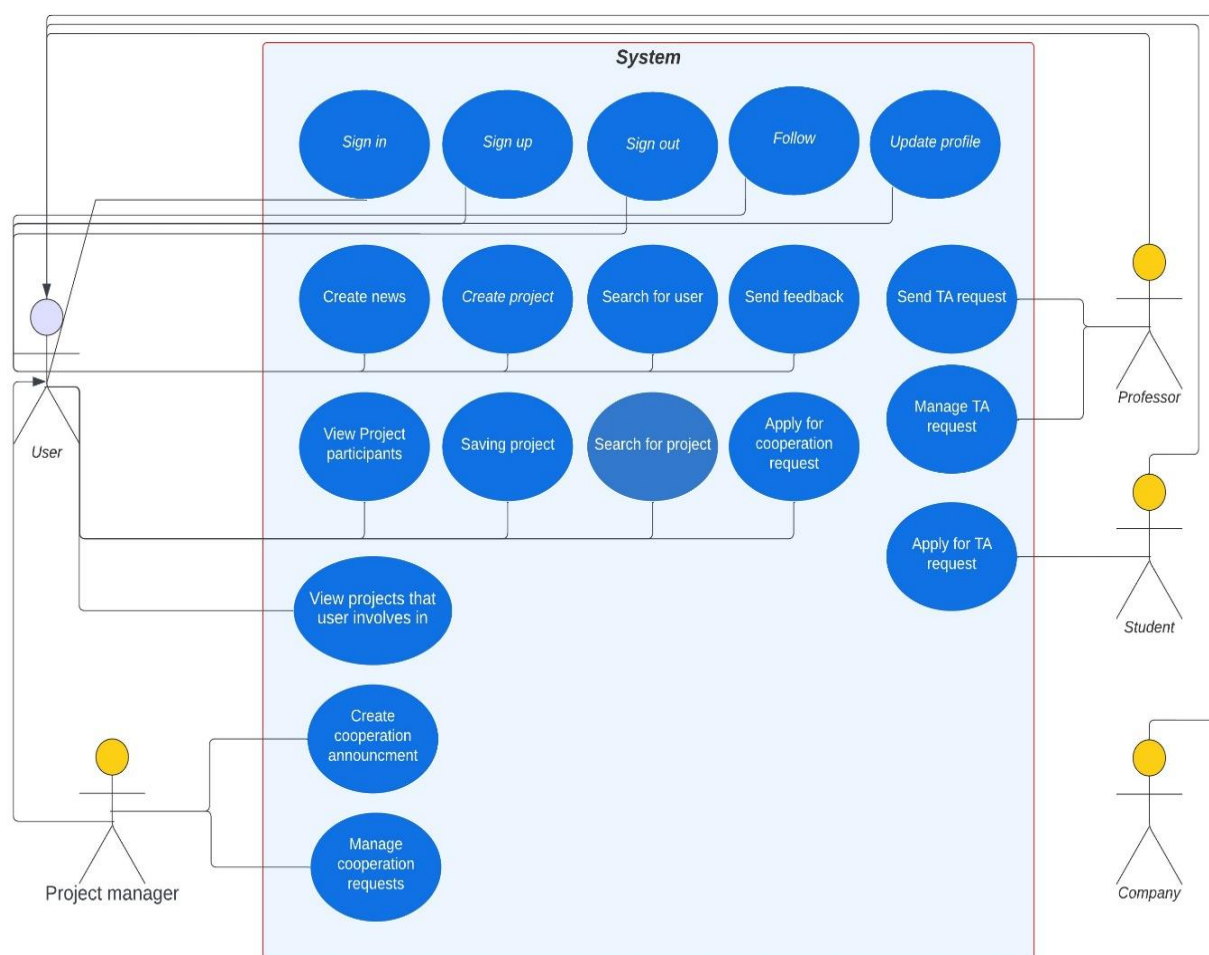 System
Sign in
Sign up
Sign out
Follow
Update profile
Create news
Create project
Search for user
Send feedback
Send TA request
Professor
User
View Project
participants
Saving project
Search for project
Apply for
cooperation
request
Manage TA
request
Apply for TA
request
Student
View projects that
user involves in
Create
cooperation
announcment
Project manager
Manage
cooperation
requests
Company